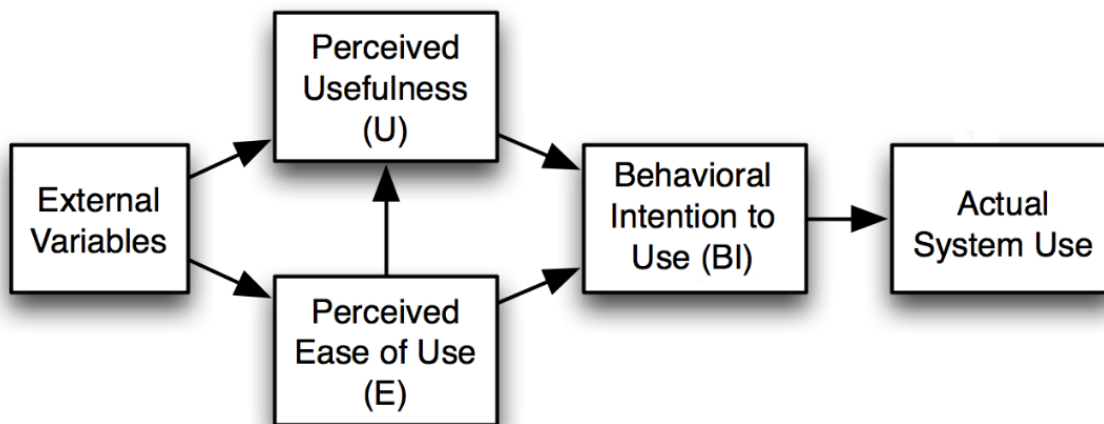 Perceived
Usefulness
(U)
External
Variables
Perceived
Ease of Use
(E)
Behavioral
Intention to
Use (BI)
Actual
System Use